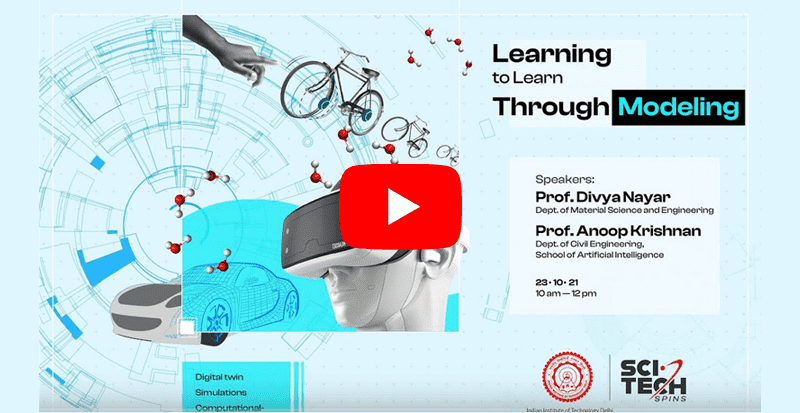 Learning
to Learn
Through Modeling
Speakers:
Prof. Divya Nayar
Dept. of Material Science and Engineering
Prof. Anoop Krishnan
Dept. of Civil Engineering,
School of Artificial Intelligence
23 • 10 • 21
10 am — 12 pm
Digital twin
Simulations
Computational-
SCI
TECH
SPINS
Indian Institute of Technology Delhi